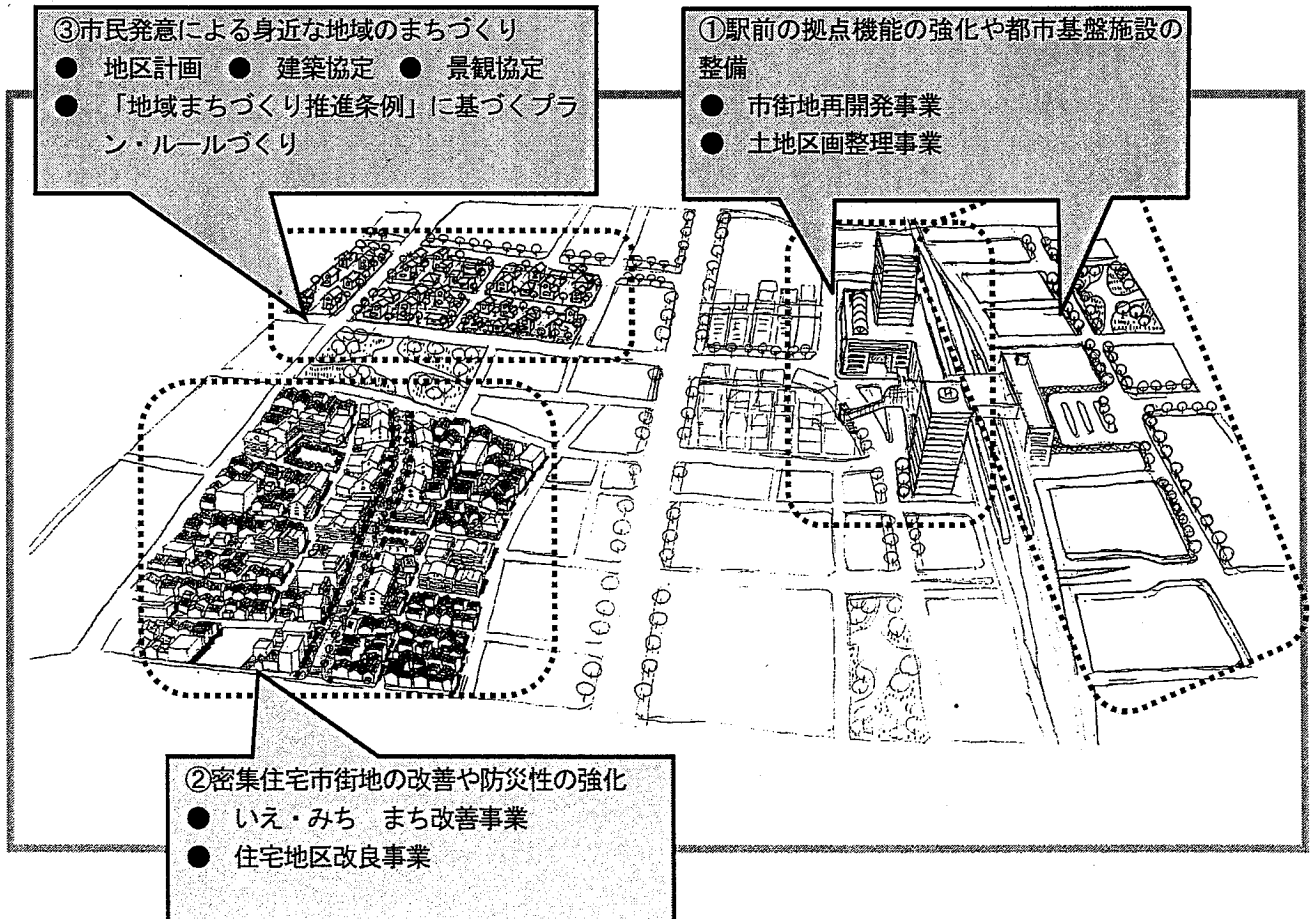 ③市民発意による身近な地域のまちづくり
● 地区計画 ● 建築協定 ● 景観協定
● 「地域まちづくり推進条例」に基づくプラ
ン・ルールづくり
①駅前の拠点機能の強化や都市基盤施設の
整備
● 市街地再開発事業
● 土地区画整理事業
②密集住宅市街地の改善や防災性の強化
● いえ・みち まち改善事業
● 住宅地区改良事業